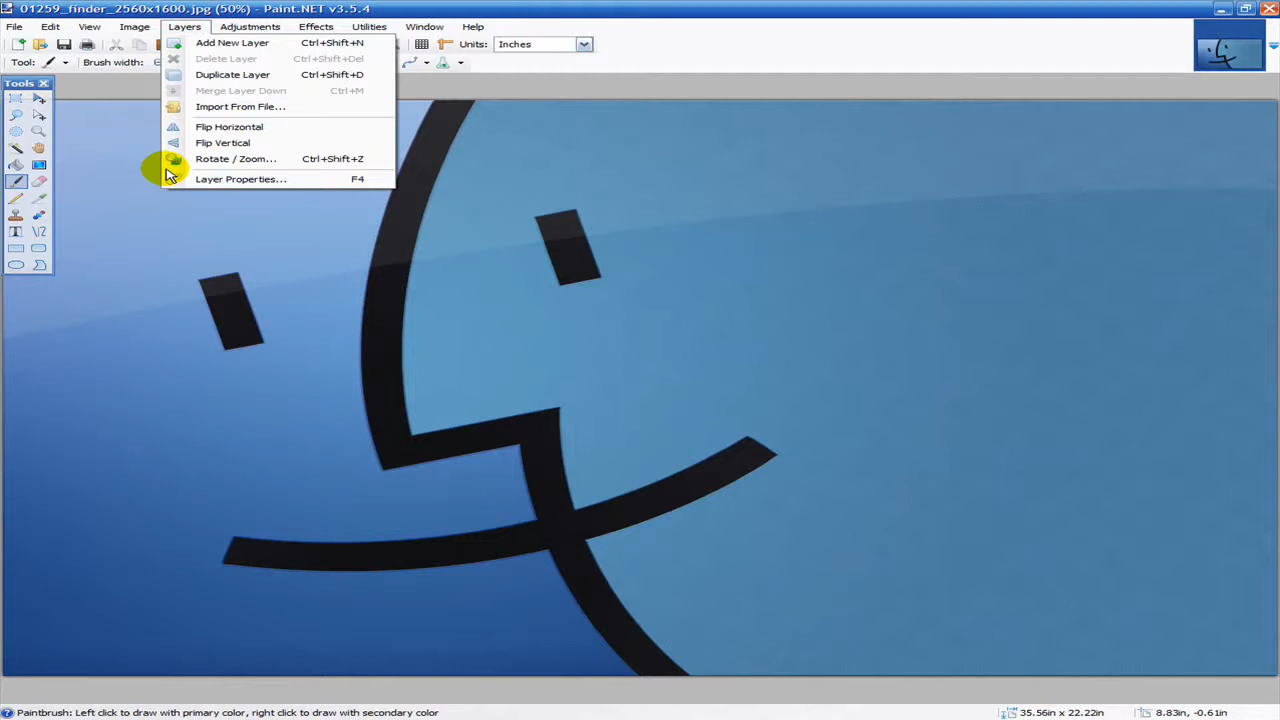 01259_finder_2560x1600.jpg (50%) - Paint.NET v3.5.4
File Edit View Image Layers Adjustments Effects Utilities Window Help
Units: Inches
Tool: Brush width:
Tools
Add New Layer Ctrl+Shift+N
Delete Layer Ctrl+Shift+Del
Duplicate Layer Ctrl+Shift+D
Merge Layer Down Ctrl+M
Import From File...
Flip Horizontal
Flip Vertical
Rotate / Zoom... Ctrl+Shift+Z
Layer Properties... F4
Paintbrush: Left click to draw with primary color, right click to draw with secondary color
35.56in x 22.22in
8.83in, -0.61in